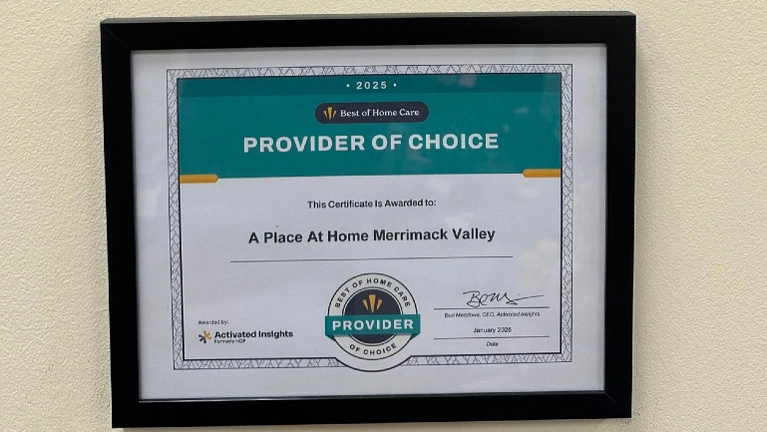 • 2025 •
Best of Home Care
PROVIDER OF CHOICE
This Certificate Is Awarded to:
A Place At Home Merrimack Valley
BEST OF HOME CARE
PROVIDER
OF CHOICE
Awarded By:
Activated Insights
Formerly HCP
Bud Meadows, CEO, Activated Insights
January 2025
Date